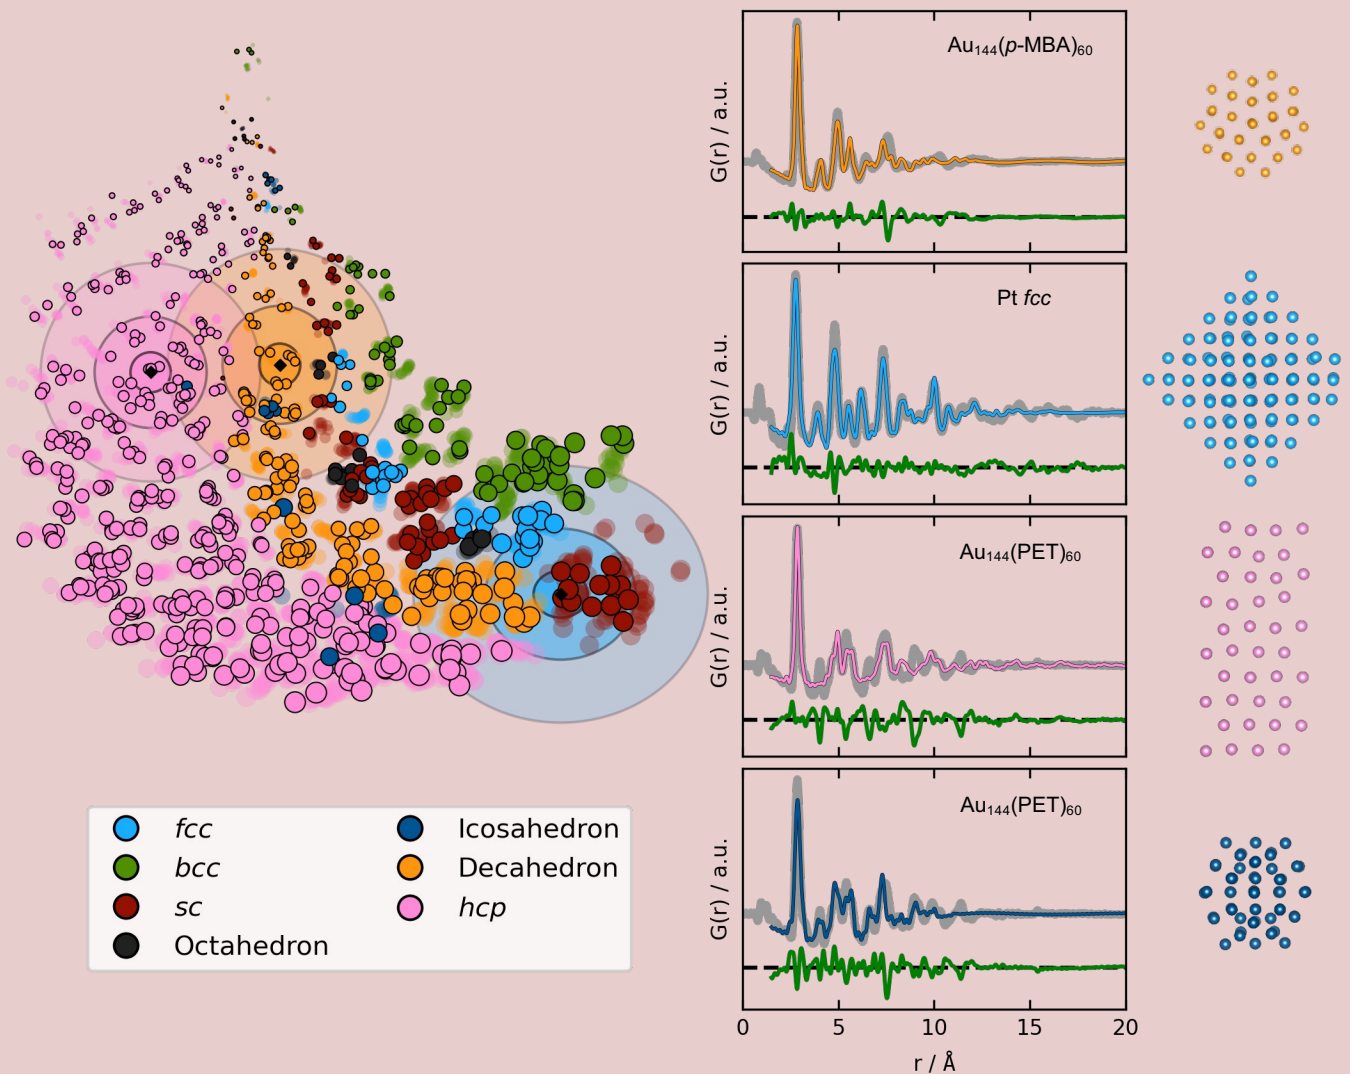 Au₁₄₄(p-MBA)₆₀
G(r) / a.u.
Pt fcc
G(r) / a.u.
Au₁₄₄(PET)₆₀
G(r) / a.u.
Au₁₄₄(PET)₆₀
G(r) / a.u.
0 5 10 15 20
r / Å
fcc
bcc
sc
Octahedron
Icosahedron
Decahedron
hcp